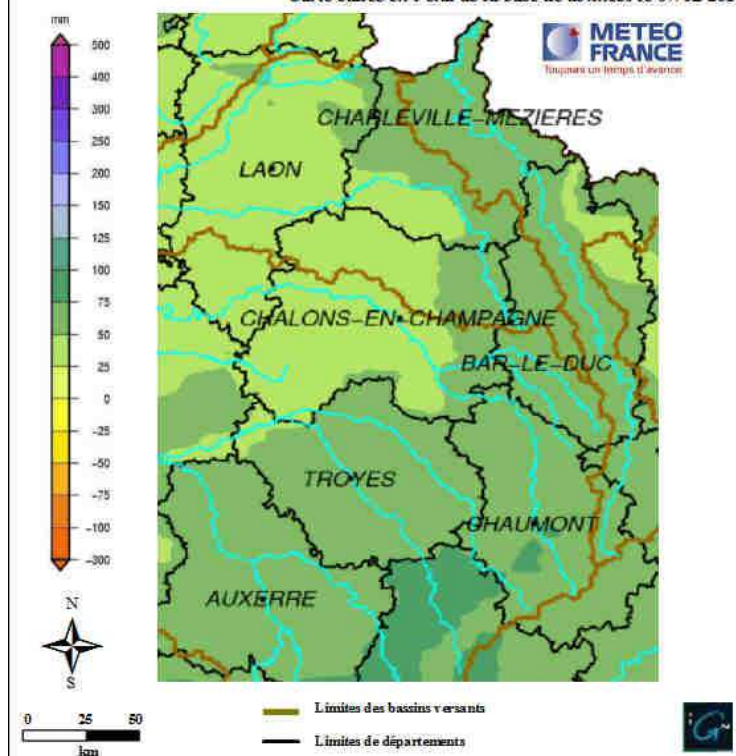 mm
METEO
FRANCE
Toujours un temps d'avance
500
400
300
200
150
125
100
75
50
25
0
-25
-50
-75
-100
-300
CHARLEVILLE-MEZIERES
LAON
CHALONS-EN-CHAMPAGNE
BAR-LE-DUC
TROYES
CHAUMONT
AUXERRE
N
S
0 25 50
km
Limites des bassins versants
Limites de départements